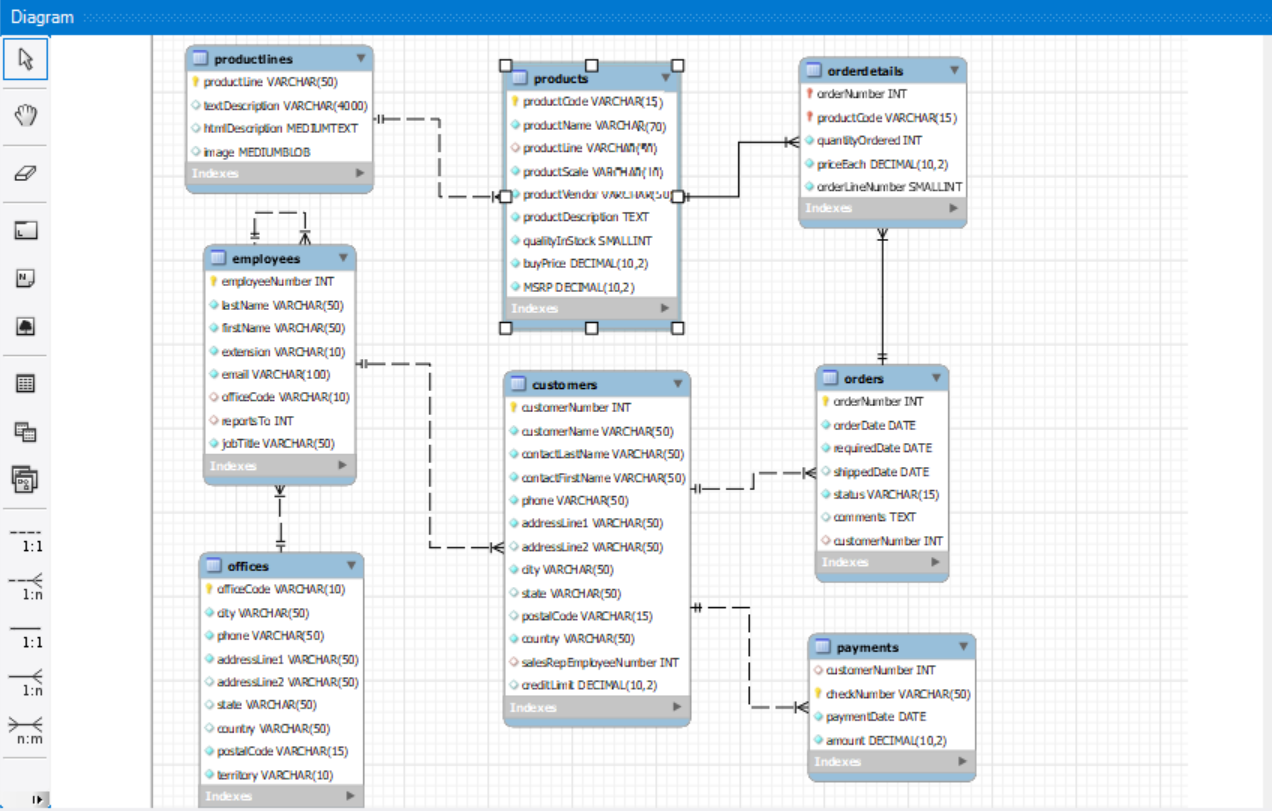 Diagram
productlines
productLine VARCHAR(50)
textDescription VARCHAR(4000)
htmlDescription MEDIUMTEXT
image MEDIUMBLOB
Indexes
products
productCode VARCHAR(15)
productName VARCHAR(70)
productLine VARCHAR(50)
productScale VARCHAR(10)
productVendor VARCHAR(50)
productDescription TEXT
qualityInStock SMALLINT
buyPrice DECIMAL(10,2)
MSRP DECIMAL(10,2)
Indexes
orderdetails
orderNumber INT
productCode VARCHAR(15)
quantityOrdered INT
priceEach DECIMAL(10,2)
orderLineNumber SMALLINT
Indexes
employees
employeeNumber INT
lastName VARCHAR(50)
firstName VARCHAR(50)
extension VARCHAR(10)
email VARCHAR(100)
officeCode VARCHAR(10)
reportsTo INT
jobTitle VARCHAR(50)
Indexes
customers
customerNumber INT
customerName VARCHAR(50)
contactLastName VARCHAR(50)
contactFirstName VARCHAR(50)
phone VARCHAR(50)
addressLine1 VARCHAR(50)
addressLine2 VARCHAR(50)
city VARCHAR(50)
state VARCHAR(50)
postalCode VARCHAR(15)
country VARCHAR(50)
salesRepEmployeeNumber INT
creditLimit DECIMAL(10,2)
Indexes
orders
orderNumber INT
orderDate DATE
requiredDate DATE
shippedDate DATE
status VARCHAR(15)
comments TEXT
customerNumber INT
Indexes
offices
officeCode VARCHAR(10)
city VARCHAR(50)
phone VARCHAR(50)
addressLine1 VARCHAR(50)
addressLine2 VARCHAR(50)
state VARCHAR(50)
country VARCHAR(50)
postalCode VARCHAR(15)
territory VARCHAR(10)
Indexes
payments
customerNumber INT
checkNumber VARCHAR(50)
paymentDate DATE
amount DECIMAL(10,2)
Indexes
1:1
1:n
1:1
1:n
n:m